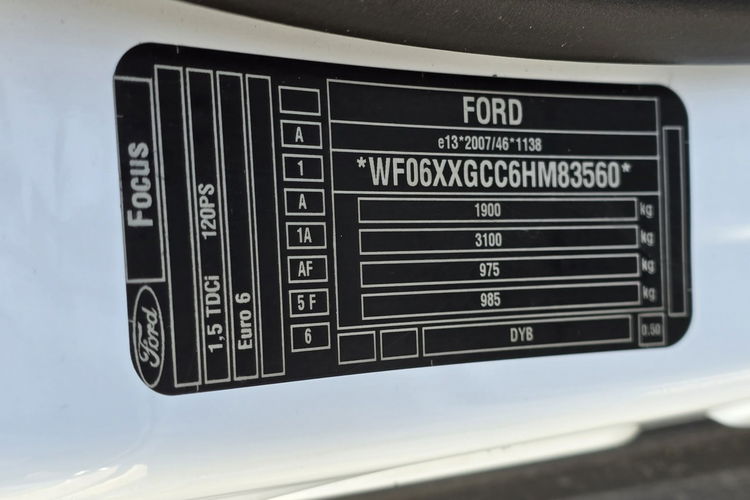 FORD
e13*2007/46*1138
*WF06XXGCC6HM83560*
1900 kg
3100 kg
975 kg
985 kg
DYB
0.50
A
1
A
1A
AF
5 F
6
FOCUS
1,5 TDCi 120PS
Euro 6
Ford